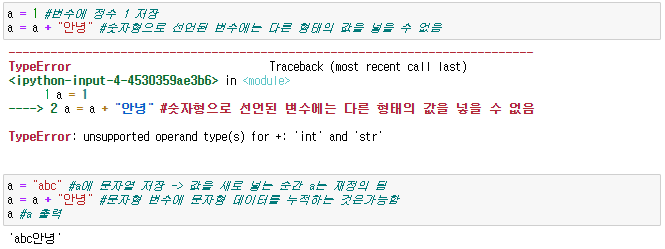 a = 1 #변수에 정수 1 저장
a = a + "안녕" #숫자형으로 선언된 변수에는 다른 형태의 값을 넣을 수 없음
---------------------------------------------------------------------------
TypeError Traceback (most recent call last)
<ipython-input-4-4530359ae3b6> in <module>
1 a = 1
----> 2 a = a + "안녕" #숫자형으로 선언된 변수에는 다른 형태의 값을 넣을 수 없음
TypeError: unsupported operand type(s) for +: 'int' and 'str'
a = "abc" #a에 문자열 저장 -> 값을 새로 넣는 순간 a는 재정의 됨
a = a + "안녕" #문자형 변수에 문자형 데이터를 누적하는 것은가능함
a #a 출력
'abc안녕'